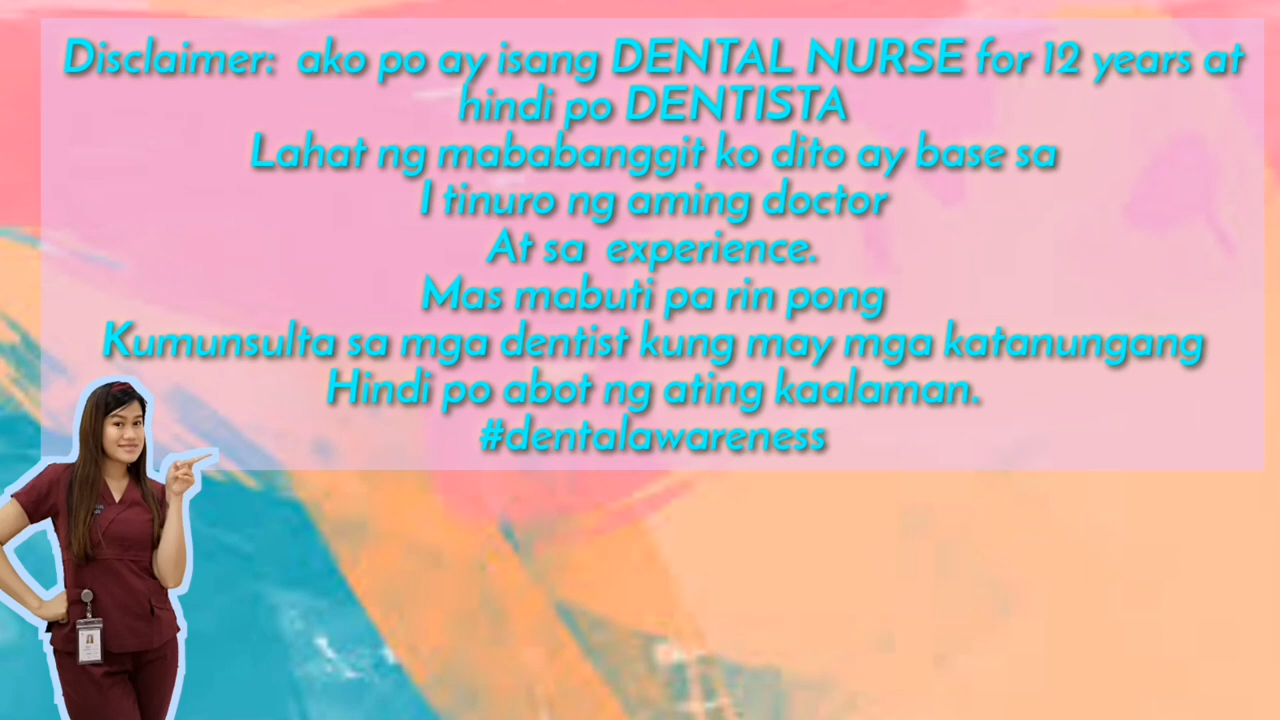 Disclaimer:  ako po ay isang DENTAL NURSE for 12 years at
hindi po DENTISTA
Lahat ng mababanggit ko dito ay base sa
I tinuro ng aming doctor
At sa  experience.
Mas mabuti pa rin pong
Kumunsulta sa mga dentist kung may mga katanungang
Hindi po abot ng ating kaalaman.
#dentalawareness